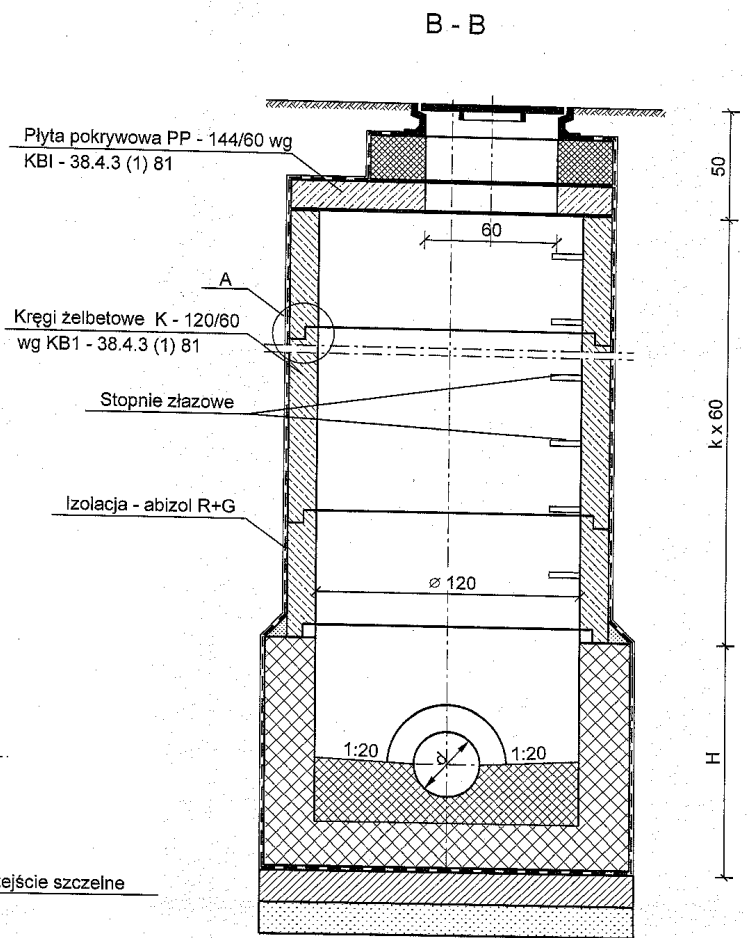 B - B
Płyta pokrywowa PP - 144/60 wg
KBI - 38.4.3 (1) 81
50
60
A
Kręgi żelbetowe K - 120/60
wg KB1 - 38.4.3 (1) 81
Stopnie złazowe
k x 60
Izolacja - abizol R+G
⌀ 120
1:20
d
1:20
H
ejście szczelne